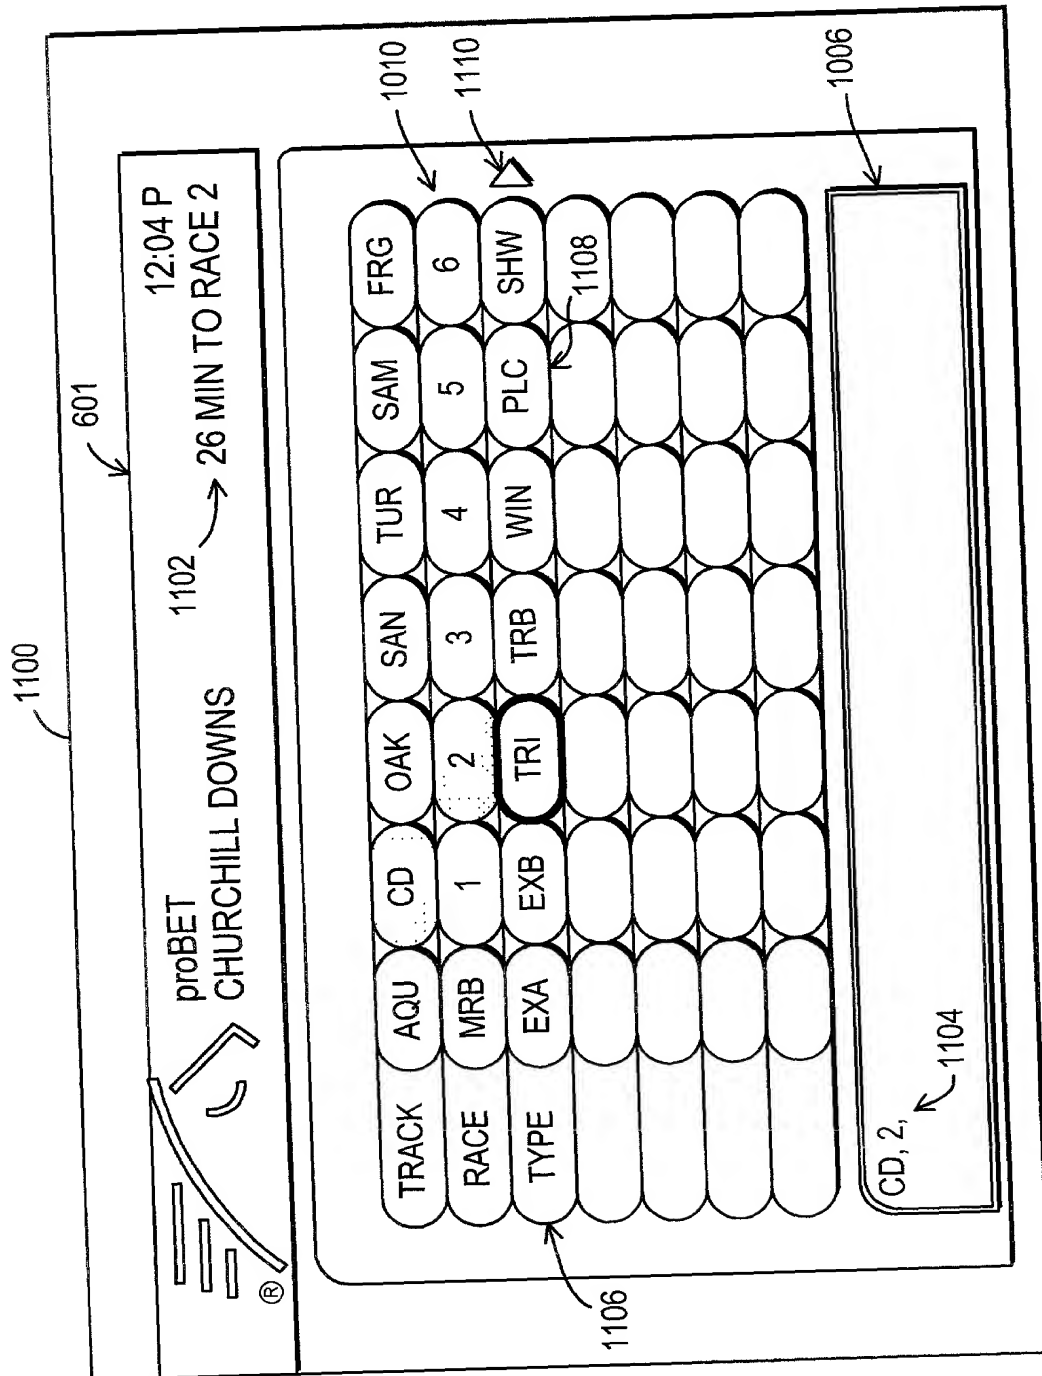 1100
601
proBET 12:04 P
CHURCHILL DOWNS 1102 26 MIN TO RACE 2
®
1010
1110
TRACK AQU CD OAK SAN TUR SAM FRG
RACE MRB 1 2 3 4 5 6
TYPE EXA EXB TRI TRB WIN PLC SHW
1106
1108
CD, 2,
1104
1006